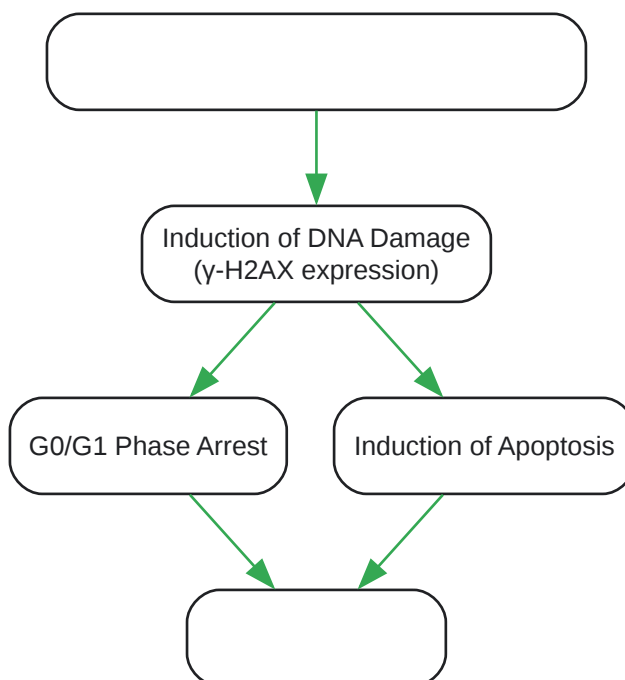 Induction of DNA Damage
(γ-H2AX expression)
G0/G1 Phase Arrest
Induction of Apoptosis